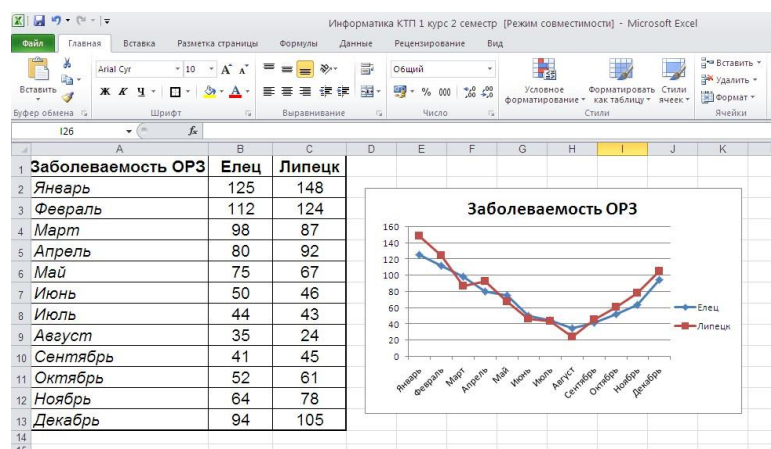 Информатика КТП 1 курс 2 семестр [Режим совместимости] - Microsoft Excel
Файл Главная Вставка Разметка страницы Формулы Данные Рецензирование Вид
Вставить
Arial Cyr 10
Ж К Ч
Общий
% 000
Условное форматирование
Форматировать как таблицу
Стили ячеек
Вставить
Удалить
Формат
Буфер обмена Шрифт Выравнивание Число Стили Ячейки
I26 fx
A B C D E F G H I J K
1 Заболеваемость ОРЗ Елец Липецк
2 Январь 125 148
3 Февраль 112 124
4 Март 98 87
5 Апрель 80 92
6 Май 75 67
7 Июнь 50 46
8 Июль 44 43
9 Август 35 24
10 Сентябрь 41 45
11 Октябрь 52 61
12 Ноябрь 64 78
13 Декабрь 94 105
14
Заболеваемость ОРЗ
160
140
120
100
80
60
40
20
0
Январь Февраль Март Апрель Май Июнь Июль Август Сентябрь Октябрь Ноябрь Декабрь
Елец
Липецк